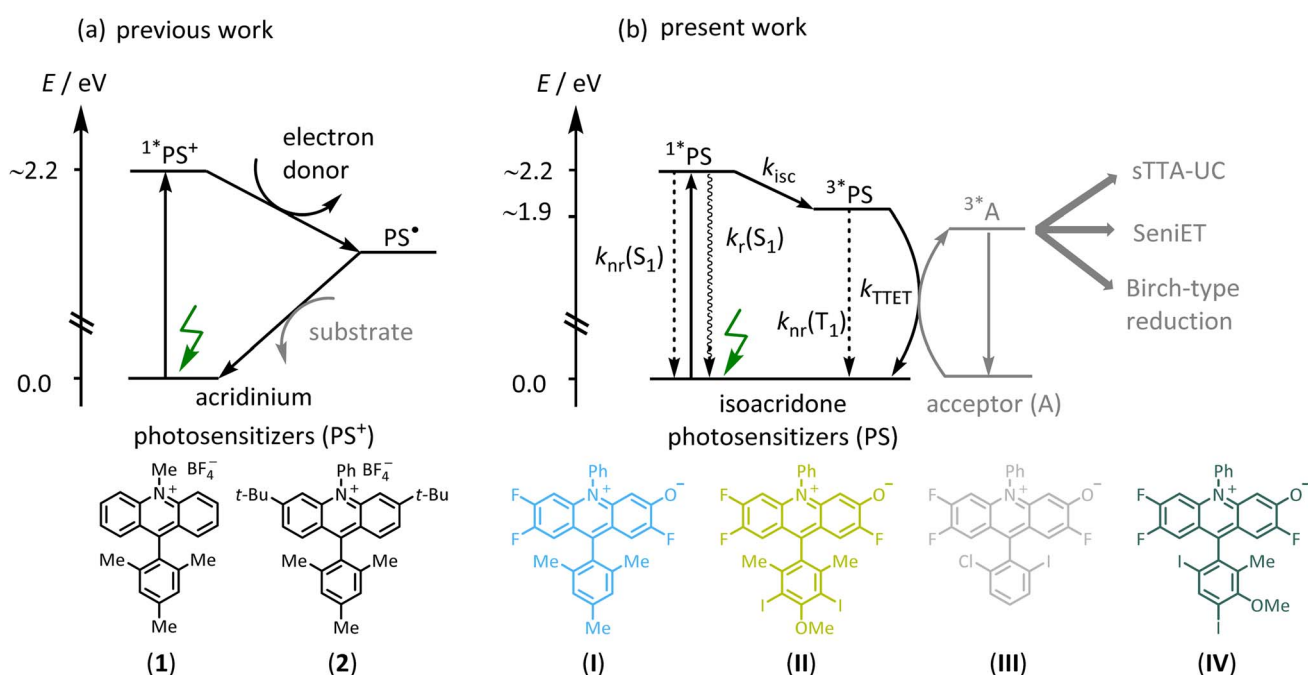 (a) previous work
E / eV
~2.2
0.0
1*PS+
electron
donor
PS•
substrate
acridinium
photosensitizers (PS+)
(b) present work
E / eV
~2.2
~1.9
0.0
1*PS
kisc
3*PS
knr(S1)
kr(S1)
knr(T1)
kTTET
3*A
sTTA-UC
SeniET
Birch-type
reduction
isoacridone
photosensitizers (PS)
acceptor (A)
Me BF4−
N+
Me Me
Me
(1)
Ph BF4−
t-Bu N+ t-Bu
Me Me
Me
(2)
Ph
F N+ O−
F F
Me Me
Me
(I)
Ph
F N+ O−
F F
Me Me
I I
OMe
(II)
Ph
F N+ O−
F F
Cl I
(III)
Ph
F N+ O−
F F
I Me
OMe
I
(IV)